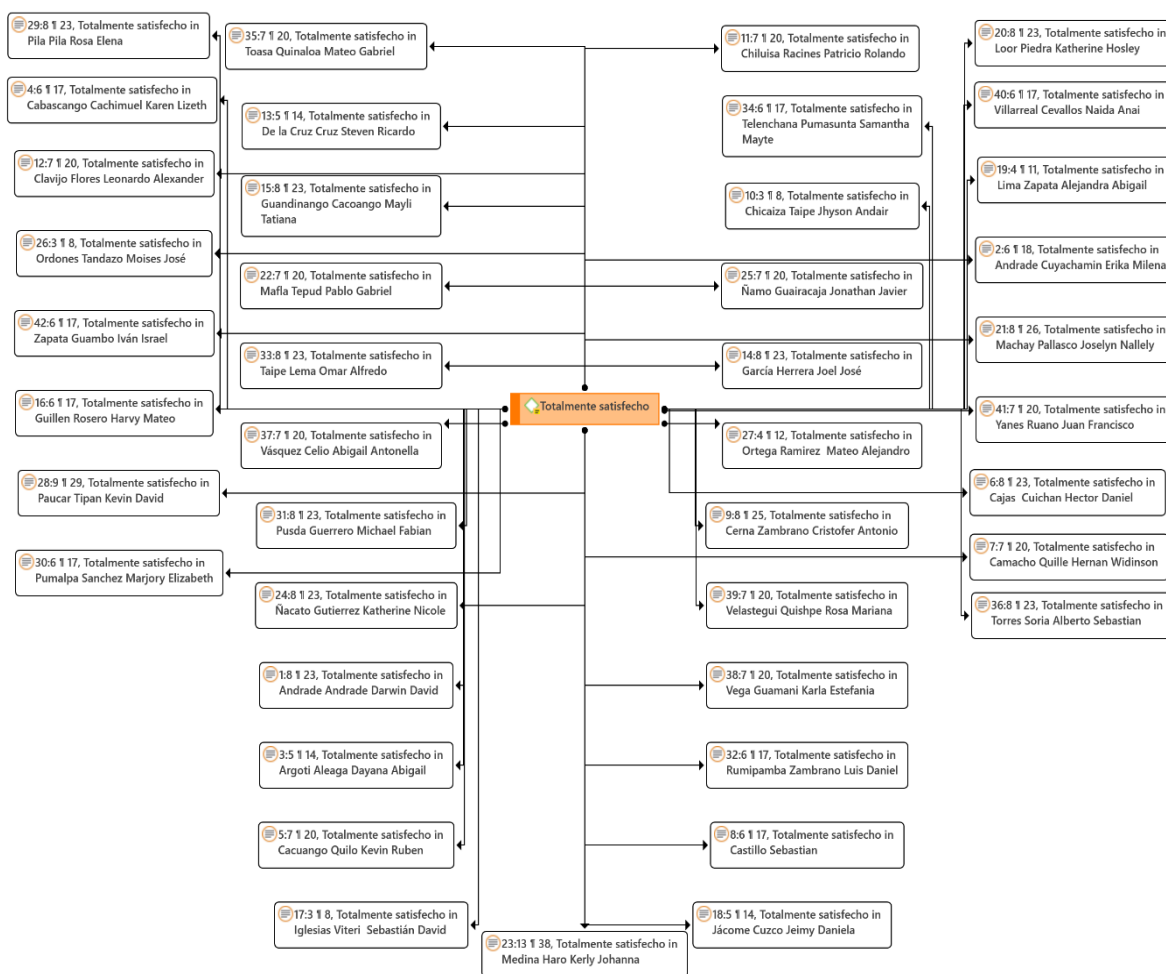 29:8 ¶ 23, Totalmente satisfecho in
Pila Pila Rosa Elena
4:6 ¶ 17, Totalmente satisfecho in
Cabascango Cachimuel Karen Lizeth
12:7 ¶ 20, Totalmente satisfecho in
Clavijo Flores Leonardo Alexander
26:3 ¶ 8, Totalmente satisfecho in
Ordones Tandazo Moises José
42:6 ¶ 17, Totalmente satisfecho in
Zapata Guambo Iván Israel
16:6 ¶ 17, Totalmente satisfecho in
Guillen Rosero Harvy Mateo
28:9 ¶ 29, Totalmente satisfecho in
Paucar Tipan Kevin David
30:6 ¶ 17, Totalmente satisfecho in
Pumalpa Sanchez Marjory Elizabeth
35:7 ¶ 20, Totalmente satisfecho in
Toasa Quinaloa Mateo Gabriel
13:5 ¶ 14, Totalmente satisfecho in
De la Cruz Cruz Steven Ricardo
15:8 ¶ 23, Totalmente satisfecho in
Guandinango Cacoango Mayli
Tatiana
22:7 ¶ 20, Totalmente satisfecho in
Mafla Tepud Pablo Gabriel
33:8 ¶ 23, Totalmente satisfecho in
Taipe Lema Omar Alfredo
37:7 ¶ 20, Totalmente satisfecho in
Vásquez Celio Abigail Antonella
31:8 ¶ 23, Totalmente satisfecho in
Pusda Guerrero Michael Fabian
24:8 ¶ 23, Totalmente satisfecho in
Ñacato Gutierrez Katherine Nicole
1:8 ¶ 23, Totalmente satisfecho in
Andrade Andrade Darwin David
3:5 ¶ 14, Totalmente satisfecho in
Argoti Aleaga Dayana Abigail
5:7 ¶ 20, Totalmente satisfecho in
Cacuango Quilo Kevin Ruben
17:3 ¶ 8, Totalmente satisfecho in
Iglesias Viteri Sebastián David
Totalmente satisfecho
23:13 ¶ 38, Totalmente satisfecho in
Medina Haro Kerly Johanna
11:7 ¶ 20, Totalmente satisfecho in
Chiluisa Racines Patricio Rolando
34:6 ¶ 17, Totalmente satisfecho in
Telenchana Pumasunta Samantha
Mayte
10:3 ¶ 8, Totalmente satisfecho in
Chicaiza Taipe Jhyson Andair
25:7 ¶ 20, Totalmente satisfecho in
Ñamo Guairacaja Jonathan Javier
14:8 ¶ 23, Totalmente satisfecho in
García Herrera Joel José
27:4 ¶ 12, Totalmente satisfecho in
Ortega Ramirez Mateo Alejandro
9:8 ¶ 25, Totalmente satisfecho in
Cerna Zambrano Cristofer Antonio
39:7 ¶ 20, Totalmente satisfecho in
Velastegui Quishpe Rosa Mariana
38:7 ¶ 20, Totalmente satisfecho in
Vega Guamani Karla Estefania
32:6 ¶ 17, Totalmente satisfecho in
Rumipamba Zambrano Luis Daniel
8:6 ¶ 17, Totalmente satisfecho in
Castillo Sebastian
18:5 ¶ 14, Totalmente satisfecho in
Jácome Cuzco Jeimy Daniela
20:8 ¶ 23, Totalmente satisfecho in
Loor Piedra Katherine Hosley
40:6 ¶ 17, Totalmente satisfecho in
Villarreal Cevallos Naida Anai
19:4 ¶ 11, Totalmente satisfecho in
Lima Zapata Alejandra Abigail
2:6 ¶ 18, Totalmente satisfecho in
Andrade Cuyachamin Erika Milena
21:8 ¶ 26, Totalmente satisfecho in
Machay Pallasco Joselyn Nallely
41:7 ¶ 20, Totalmente satisfecho in
Yanes Ruano Juan Francisco
6:8 ¶ 23, Totalmente satisfecho in
Cajas Cuichan Hector Daniel
7:7 ¶ 20, Totalmente satisfecho in
Camacho Quille Hernan Widinson
36:8 ¶ 23, Totalmente satisfecho in
Torres Soria Alberto Sebastian